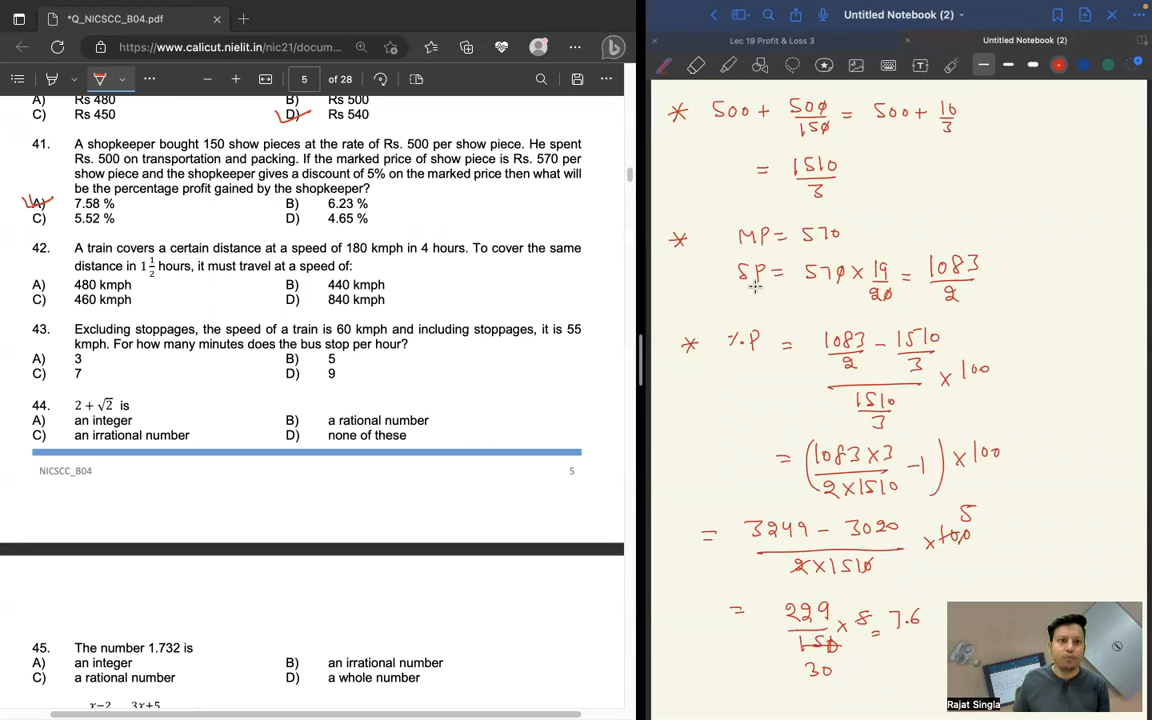 *Q_NICSCC_B04.pdf
https://www.calicut.nielit.in/nic21/docum...
5 of 28
A) Rs 480 B) Rs 500
C) Rs 450 D) Rs 540
41. A shopkeeper bought 150 show pieces at the rate of Rs. 500 per show piece. He spent
Rs. 500 on transportation and packing. If the marked price of show piece is Rs. 570 per
show piece and the shopkeeper gives a discount of 5% on the marked price then what will
be the percentage profit gained by the shopkeeper?
A) 7.58 % B) 6.23 %
C) 5.52 % D) 4.65 %
42. A train covers a certain distance at a speed of 180 kmph in 4 hours. To cover the same
distance in 1 1/2 hours, it must travel at a speed of:
A) 480 kmph B) 440 kmph
C) 460 kmph D) 840 kmph
43. Excluding stoppages, the speed of a train is 60 kmph and including stoppages, it is 55
kmph. For how many minutes does the bus stop per hour?
A) 3 B) 5
C) 7 D) 9
44. 2 + √2 is
A) an integer B) a rational number
C) an irrational number D) none of these
NICSCC_B04 5
45. The number 1.732 is
A) an integer B) an irrational number
C) a rational number D) a whole number
x−2 3x+5
Untitled Notebook (2)
Lec 19 Profit & Loss 3 Untitled Notebook (2)
* 500 + 500/150 = 500 + 10/3
= 1510/3
* MP = 570
SP = 570 × 19/20 = 1083/2
* %P = (1083/2 − 1510/3)/(1510/3) × 100
= (1083×3/2×1510 − 1) × 100
= 3249 − 3020/2×1510 × 100 5
= 229/150 × 8 = 7.6
30
Rajat Singla